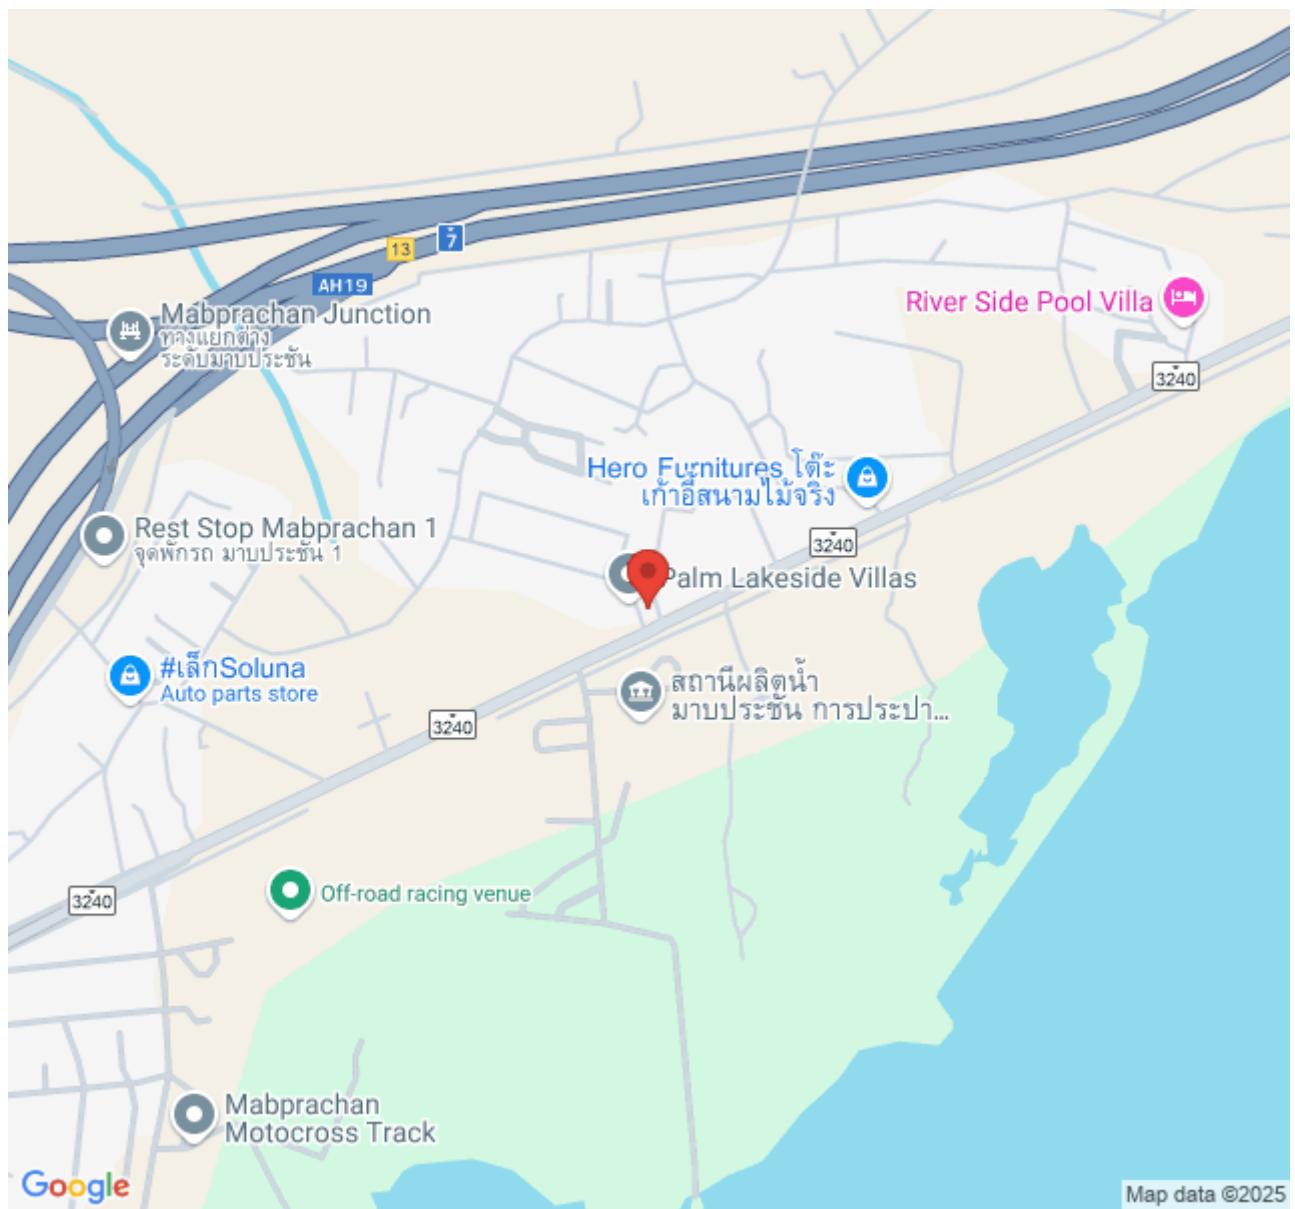 13
7
AH19
Mabprachan Junction
ทางแยกต่าง
ระดับมาบประชัน
River Side Pool Villa
3240
Hero Furnitures โต๊ะ
เก้าอี้สนามไม้จริง
Rest Stop Mabprachan 1
จุดพักรถ มาบประชัน 1
3240
Palm Lakeside Villas
#เล็กSoluna
Auto parts store
สถานีผลิตน้ำ
มาบประชัน การประปา...
3240
3240
Off-road racing venue
Mabprachan
Motocross Track
Google
Map data ©2025